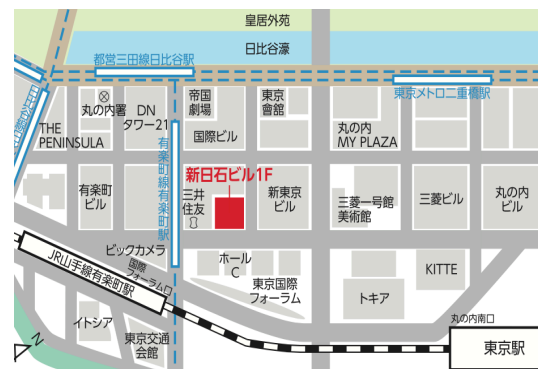 皇居外苑
日比谷濠
都営三田線日比谷駅
東京メトロ二重橋駅
日比谷線日比谷駅
丸の内署
DN
タワー21
帝国
劇場
東京
會舘
THE
PENINSULA
国際ビル
丸の内
MY PLAZA
有楽町線有楽町駅
新日石ビル1F
有楽町
ビル
三井
住友
新東京
ビル
三菱一号館
美術館
三菱ビル
丸の内
ビル
ビックカメラ
国際
フォーラム口
JR山手線有楽町駅
ホール
C
東京国際
フォーラム
KITTE
トキア
イトシア
東京交通
会館
丸の内南口
東京駅
N